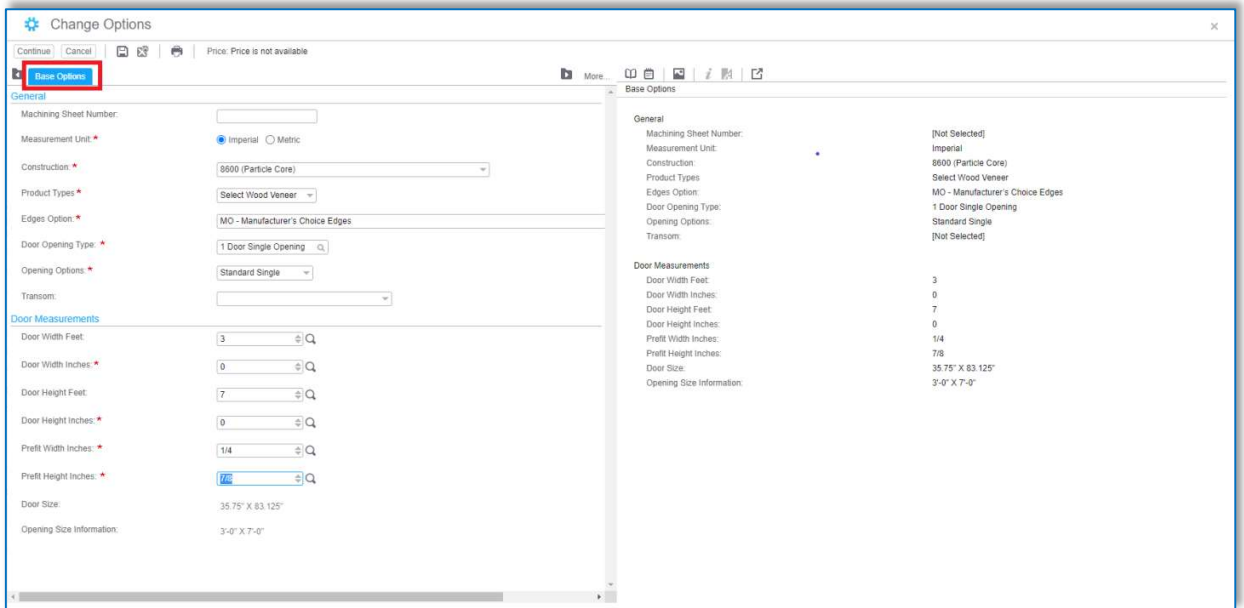 Change Options
Continue Cancel Price: Price is not available
Base Options More...
General
Machining Sheet Number:
Measurement Unit: * Imperial Metric
Construction: * 8600 (Particle Core)
Product Types * Select Wood Veneer
Edges Option: * MO - Manufacturer's Choice Edges
Door Opening Type: * 1 Door Single Opening
Opening Options: * Standard Single
Transom:
Door Measurements
Door Width Feet: 3
Door Width Inches: * 0
Door Height Feet: 7
Door Height Inches: * 0
Prefit Width Inches: * 1/4
Prefit Height Inches: * 7/8
Door Size: 35.75" X 83.125"
Opening Size Information: 3'-0" X 7'-0"
Base Options
General
Machining Sheet Number: [Not Selected]
Measurement Unit: Imperial
Construction: 8600 (Particle Core)
Product Types Select Wood Veneer
Edges Option: MO - Manufacturer's Choice Edges
Door Opening Type: 1 Door Single Opening
Opening Options: Standard Single
Transom: [Not Selected]
Door Measurements
Door Width Feet: 3
Door Width Inches: 0
Door Height Feet: 7
Door Height Inches: 0
Prefit Width Inches: 1/4
Prefit Height Inches: 7/8
Door Size: 35.75" X 83.125"
Opening Size Information: 3'-0" X 7'-0"